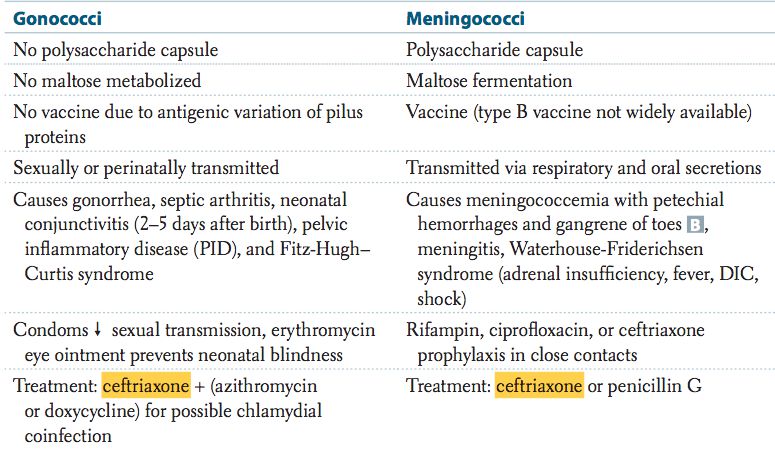 Gonococci Meningococci
No polysaccharide capsule Polysaccharide capsule
No maltose metabolized Maltose fermentation
No vaccine due to antigenic variation of pilus Vaccine (type B vaccine not widely available)
proteins
Sexually or perinatally transmitted Transmitted via respiratory and oral secretions
Causes gonorrhea, septic arthritis, neonatal Causes meningococcemia with petechial
conjunctivitis (2–5 days after birth), pelvic hemorrhages and gangrene of toes B,
inflammatory disease (PID), and Fitz-Hugh– meningitis, Waterhouse-Friderichsen
Curtis syndrome syndrome (adrenal insufficiency, fever, DIC,
shock)
Condoms ↓ sexual transmission, erythromycin Rifampin, ciprofloxacin, or ceftriaxone
eye ointment prevents neonatal blindness prophylaxis in close contacts
Treatment: ceftriaxone + (azithromycin Treatment: ceftriaxone or penicillin G
or doxycycline) for possible chlamydial
coinfection